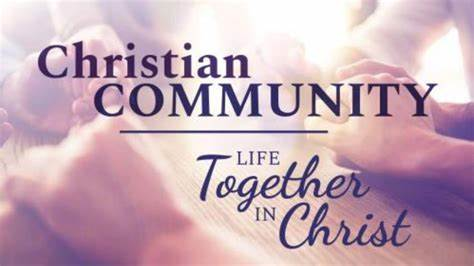 Christian
COMMUNITY
LIFE
Together
IN Christ